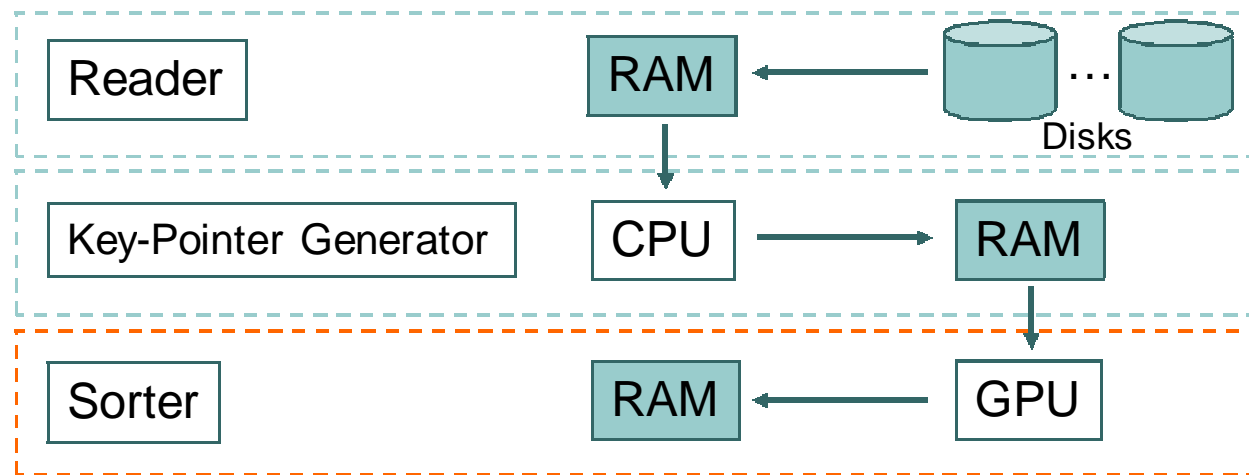 Reader
RAM
...
Disks
Key-Pointer Generator
CPU
RAM
Sorter
RAM
GPU